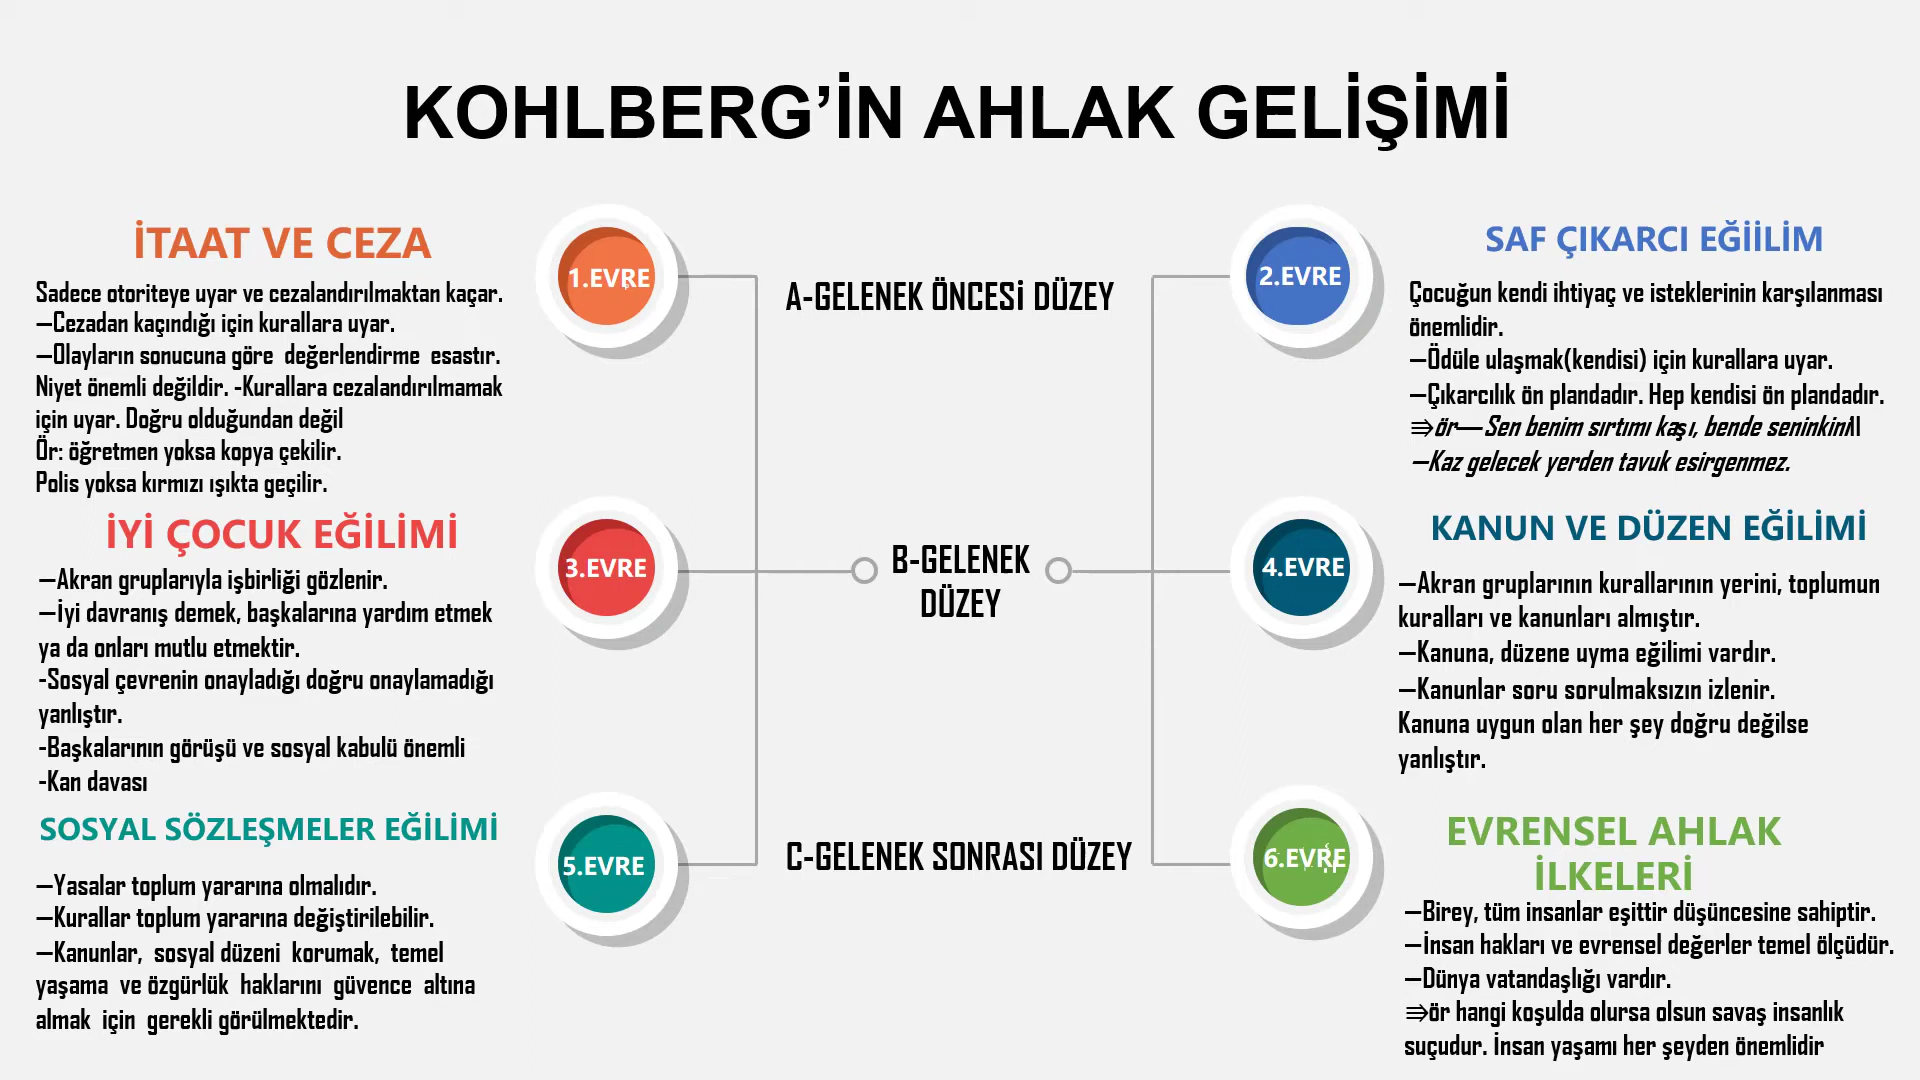 KOHLBERG’İN AHLAK GELİŞİMİ
İTAAT VE CEZA
Sadece otoriteye uyar ve cezalandırılmaktan kaçar.
—Cezadan kaçındığı için kurallara uyar.
—Olayların sonucuna göre değerlendirme esastır.
Niyet önemli değildir. -Kurallara cezalandırılmamak
için uyar. Doğru olduğundan değil
Ör: öğretmen yoksa kopya çekilir.
Polis yoksa kırmızı ışıkta geçilir.
1.EVRE
A-GELENEK ÖNCESİ DÜZEY
2.EVRE
SAF ÇIKARCI EĞİİLİM
Çocuğun kendi ihtiyaç ve isteklerinin karşılanması
önemlidir.
—Ödüle ulaşmak(kendisi) için kurallara uyar.
—Çıkarcılık ön plandadır. Hep kendisi ön plandadır.
⇛ör—Sen benim sırtımı kaşı, bende seninkini
—Kaz gelecek yerden tavuk esirgenmez.
İYİ ÇOCUK EĞİLİMİ
—Akran gruplarıyla işbirliği gözlenir.
—İyi davranış demek, başkalarına yardım etmek
ya da onları mutlu etmektir.
-Sosyal çevrenin onayladığı doğru onaylamadığı
yanlıştır.
-Başkalarının görüşü ve sosyal kabulü önemli
-Kan davası
3.EVRE
B-GELENEK
DÜZEY
4.EVRE
KANUN VE DÜZEN EĞİLİMİ
—Akran gruplarının kurallarının yerini, toplumun
kuralları ve kanunları almıştır.
—Kanuna, düzene uyma eğilimi vardır.
—Kanunlar soru sorulmaksızın izlenir.
Kanuna uygun olan her şey doğru değilse
yanlıştır.
SOSYAL SÖZLEŞMELER EĞİLİMİ
—Yasalar toplum yararına olmalıdır.
—Kurallar toplum yararına değiştirilebilir.
—Kanunlar, sosyal düzeni korumak, temel
yaşama ve özgürlük haklarını güvence altına
almak için gerekli görülmektedir.
5.EVRE
C-GELENEK SONRASI DÜZEY
6.EVRE
EVRENSEL AHLAK
İLKELERİ
—Birey, tüm insanlar eşittir düşüncesine sahiptir.
—İnsan hakları ve evrensel değerler temel ölçüdür.
—Dünya vatandaşlığı vardır.
⇛ör hangi koşulda olursa olsun savaş insanlık
suçudur. İnsan yaşamı her şeyden önemlidir